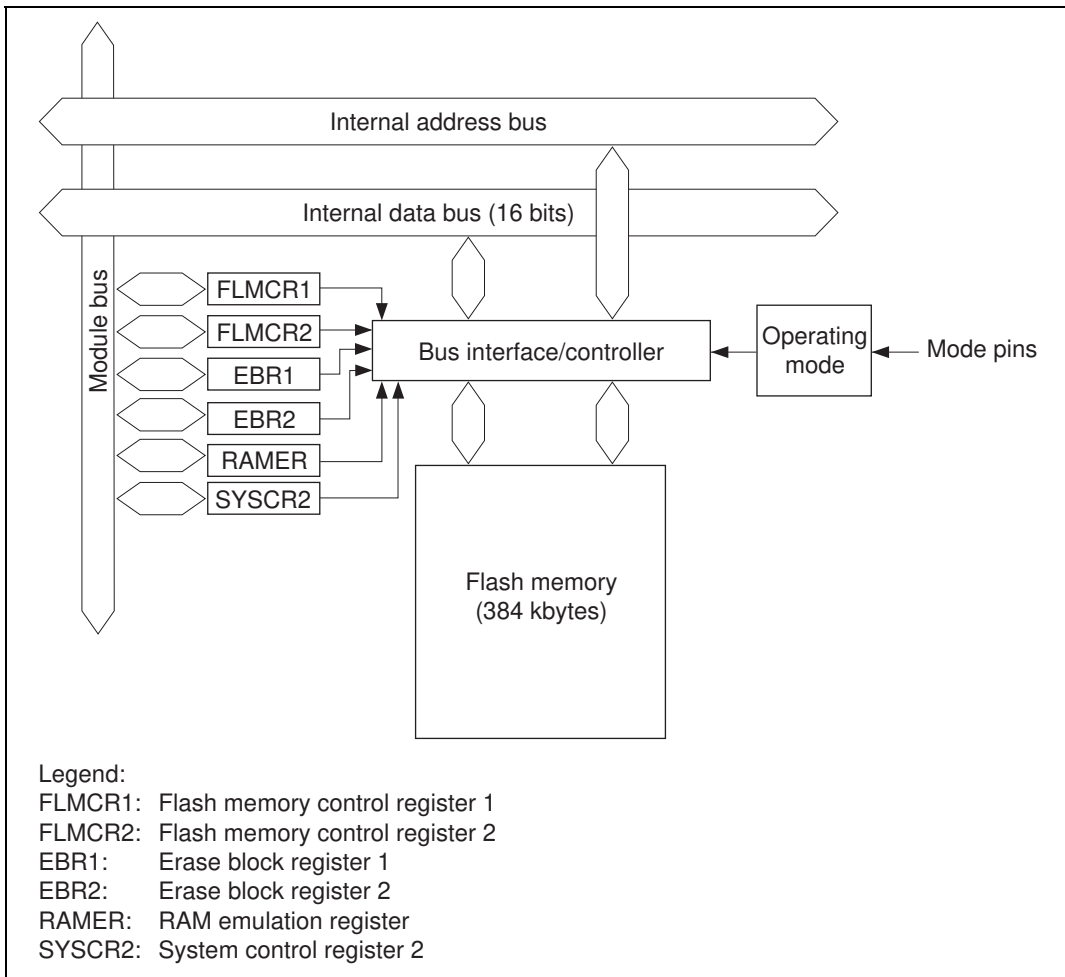 Internal address bus
Internal data bus (16 bits)
Module bus
FLMCR1
FLMCR2
EBR1
EBR2
RAMER
SYSCR2
Bus interface/controller
Operating
mode
Mode pins
Flash memory
(384 kbytes)
Legend:
FLMCR1: Flash memory control register 1
FLMCR2: Flash memory control register 2
EBR1: Erase block register 1
EBR2: Erase block register 2
RAMER: RAM emulation register
SYSCR2: System control register 2